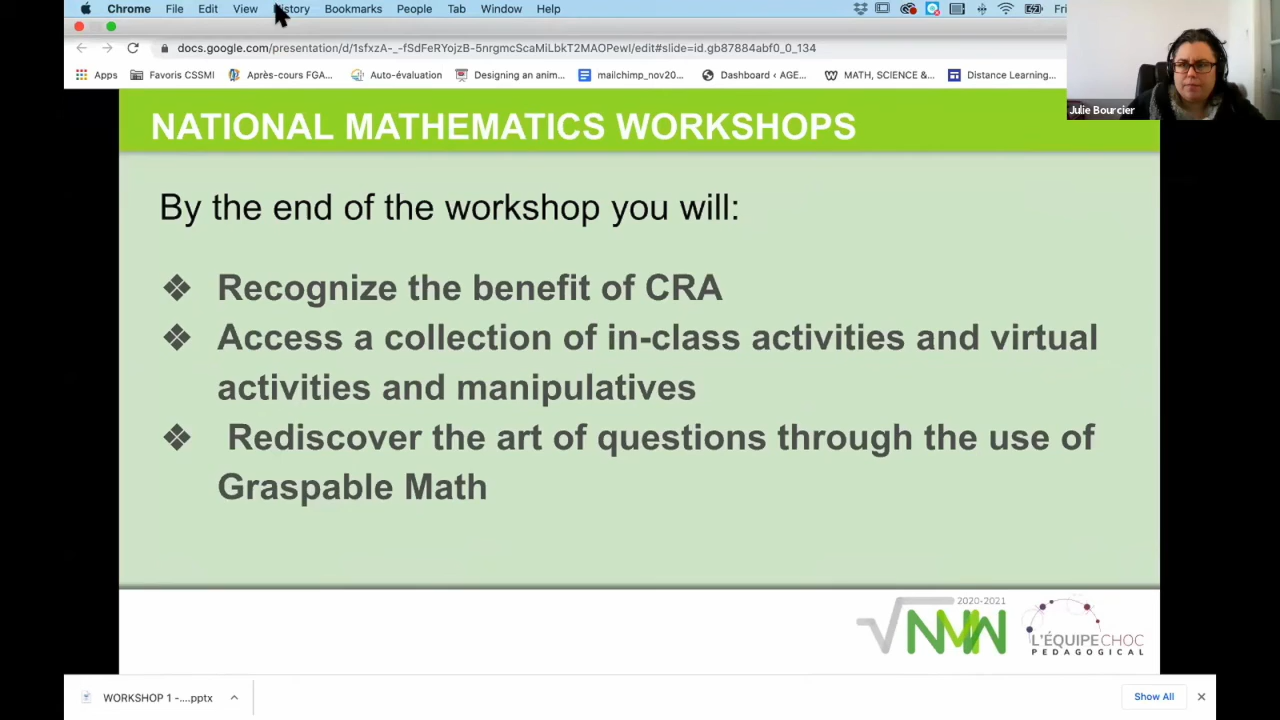 Chrome File Edit View History Bookmarks People Tab Window Help Fri
docs.google.com/presentation/d/1sfxzA-_-fSdFeRYojzB-5nrgmcScaMiLbkT2MAOPewI/edit#slide=id.gb87884abf0_0_134
Apps Favoris CSSMI Après-cours FGA... Auto-évaluation Designing an anim... mailchimp_nov20... Dashboard ‹ AGE... MATH, SCIENCE &... Distance Learning...
Julie Bourcier
NATIONAL MATHEMATICS WORKSHOPS
By the end of the workshop you will:
❖ Recognize the benefit of CRA
❖ Access a collection of in-class activities and virtual
activities and manipulatives
❖ Rediscover the art of questions through the use of
Graspable Math
2020-2021
NMW
L'ÉQUIPECHOC
PEDAGOGICAL
WORKSHOP 1 -....pptx
Show All